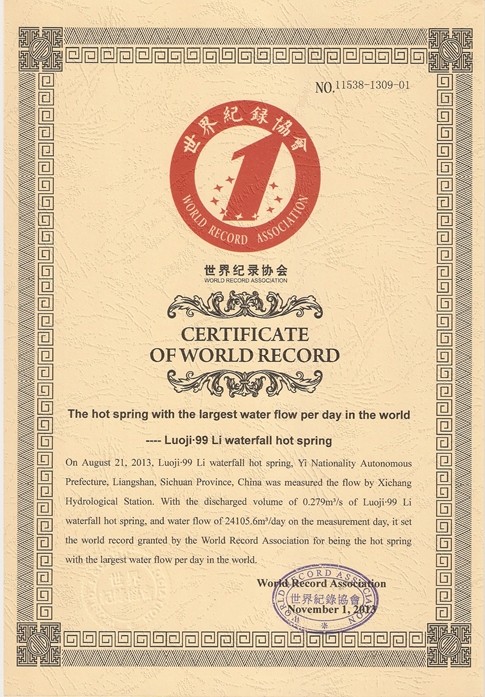 NO.11538-1309-01
世界紀録協會
WORLD RECORD ASSOCIATION
世界纪录协会
WORLD RECORD ASSOCIATION
CERTIFICATE
OF WORLD RECORD
The hot spring with the largest water flow per day in the world
---- Luoji·99 Li waterfall hot spring
On August 21, 2013, Luoji·99 Li waterfall hot spring, Yi Nationality Autonomous
Prefecture, Liangshan, Sichuan Province, China was measured the flow by Xichang
Hydrological Station. With the discharged volume of 0.279m³/s of Luoji·99 Li
waterfall hot spring, and water flow of 24105.6m³/day on the measurement day, it set
the world record granted by the World Record Association for being the hot spring
with the largest water flow per day in the world.
World Record Association
November 1, 2013
WORLD RECORD ASSOCIATION
世界紀錄協會